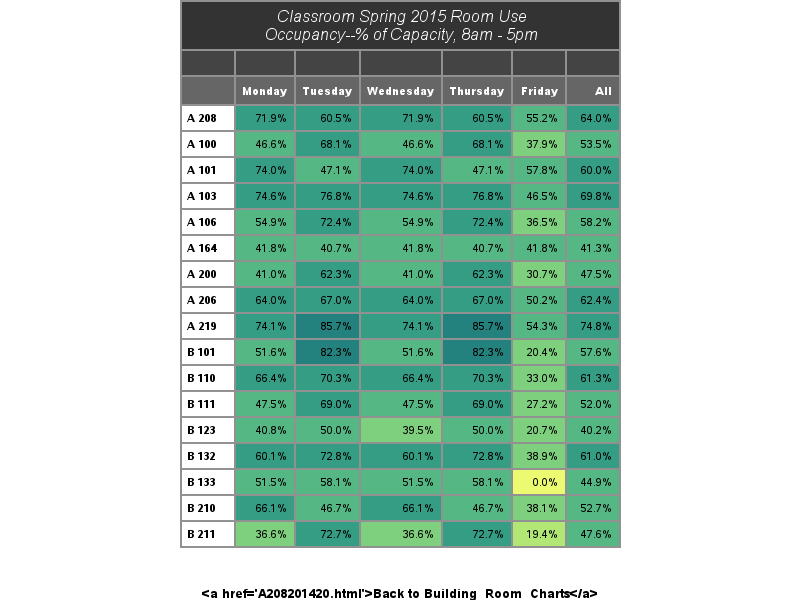 Classroom Spring 2015 Room Use
Occupancy--% of Capacity, 8am - 5pm
Monday Tuesday Wednesday Thursday Friday All
A 208 71.9% 60.5% 71.9% 60.5% 55.2% 64.0%
A 100 46.6% 68.1% 46.6% 68.1% 37.9% 53.5%
A 101 74.0% 47.1% 74.0% 47.1% 57.8% 60.0%
A 103 74.6% 76.8% 74.6% 76.8% 46.5% 69.8%
A 106 54.9% 72.4% 54.9% 72.4% 36.5% 58.2%
A 164 41.8% 40.7% 41.8% 40.7% 41.8% 41.3%
A 200 41.0% 62.3% 41.0% 62.3% 30.7% 47.5%
A 206 64.0% 67.0% 64.0% 67.0% 50.2% 62.4%
A 219 74.1% 85.7% 74.1% 85.7% 54.3% 74.8%
B 101 51.6% 82.3% 51.6% 82.3% 20.4% 57.6%
B 110 66.4% 70.3% 66.4% 70.3% 33.0% 61.3%
B 111 47.5% 69.0% 47.5% 69.0% 27.2% 52.0%
B 123 40.8% 50.0% 39.5% 50.0% 20.7% 40.2%
B 132 60.1% 72.8% 60.1% 72.8% 38.9% 61.0%
B 133 51.5% 58.1% 51.5% 58.1% 0.0% 44.9%
B 210 66.1% 46.7% 66.1% 46.7% 38.1% 52.7%
B 211 36.6% 72.7% 36.6% 72.7% 19.4% 47.6%
<a href='A208201420.html'>Back to Building_Room_Charts</a>